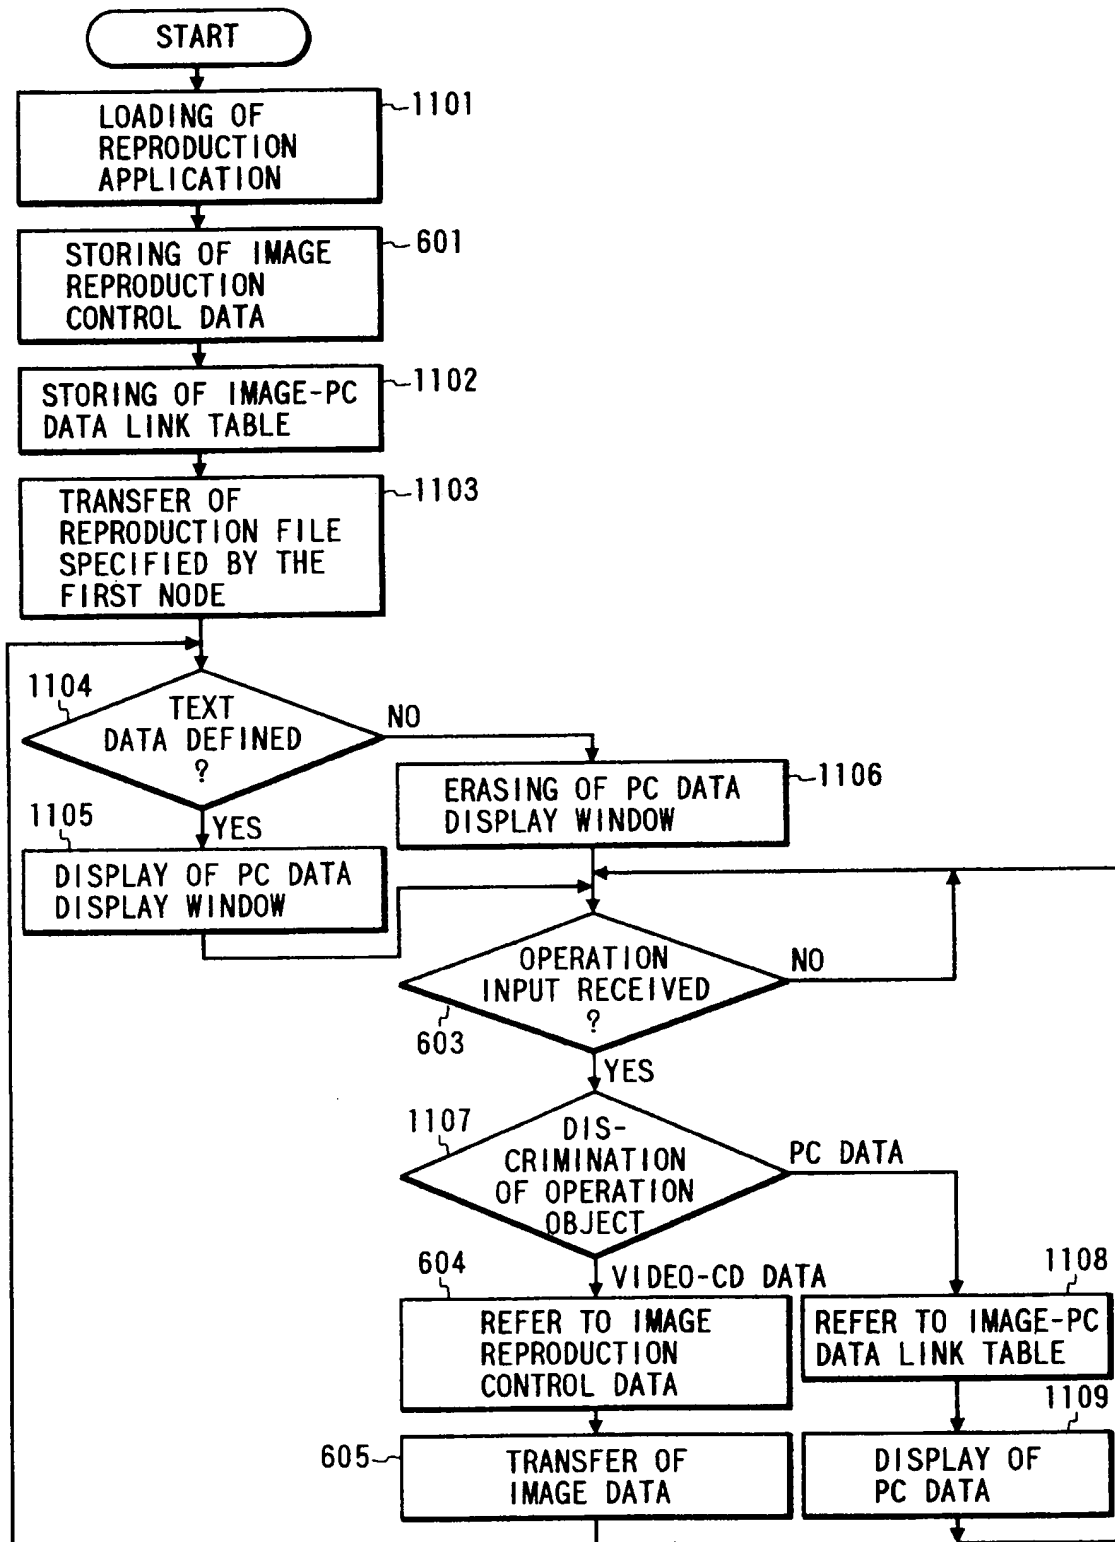 START
LOADING OF
REPRODUCTION
APPLICATION
1101
STORING OF IMAGE
REPRODUCTION
CONTROL DATA
601
STORING OF IMAGE-PC
DATA LINK TABLE
1102
TRANSFER OF
REPRODUCTION FILE
SPECIFIED BY THE
FIRST NODE
1103
1104
TEXT
DATA DEFINED
?
NO
YES
1105
DISPLAY OF PC DATA
DISPLAY WINDOW
ERASING OF PC DATA
DISPLAY WINDOW
1106
OPERATION
INPUT RECEIVED
?
603
NO
YES
1107
DIS-
CRIMINATION
OF OPERATION
OBJECT
PC DATA
VIDEO-CD DATA
604
REFER TO IMAGE
REPRODUCTION
CONTROL DATA
1108
REFER TO IMAGE-PC
DATA LINK TABLE
605
TRANSFER OF
IMAGE DATA
1109
DISPLAY OF
PC DATA